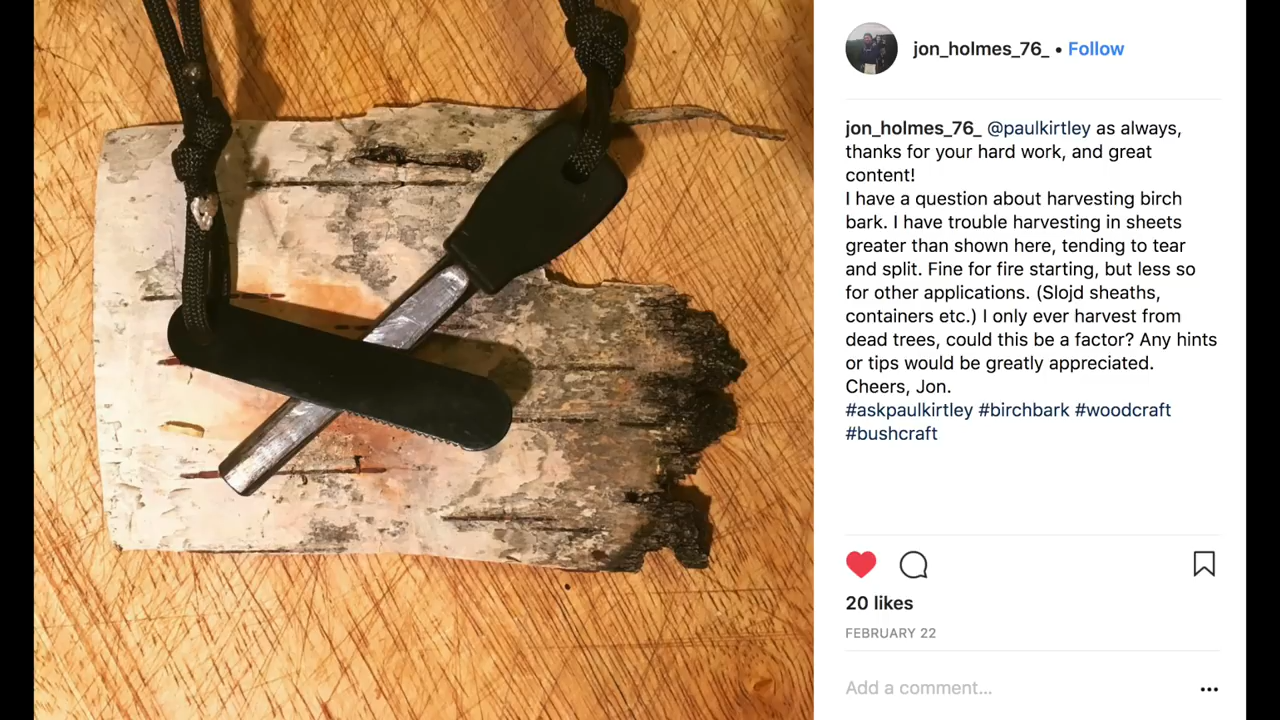 jon_holmes_76_ • Follow
jon_holmes_76_ @paulkirtley as always,
thanks for your hard work, and great
content!
I have a question about harvesting birch
bark. I have trouble harvesting in sheets
greater than shown here, tending to tear
and split. Fine for fire starting, but less so
for other applications. (Slojd sheaths,
containers etc.) I only ever harvest from
dead trees, could this be a factor? Any hints
or tips would be greatly appreciated.
Cheers, Jon.
#askpaulkirtley #birchbark #woodcraft
#bushcraft
20 likes
FEBRUARY 22
Add a comment...